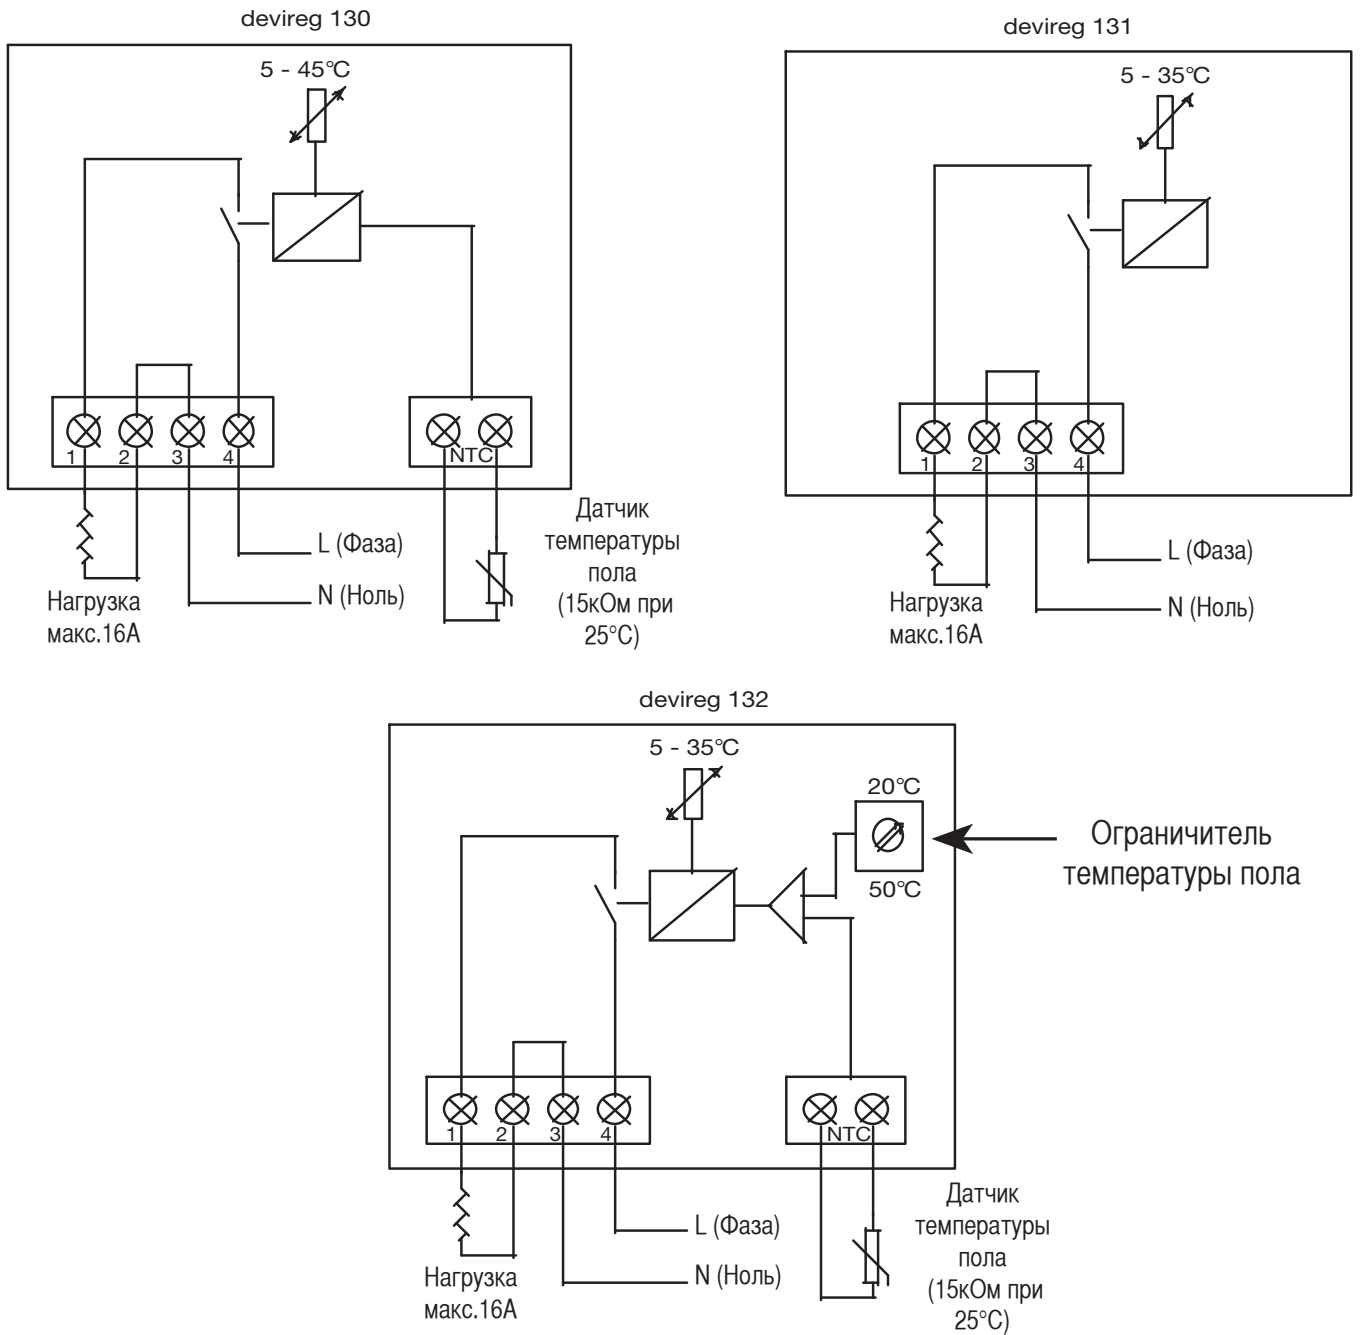 devireg 130
5 - 45°C
1 2 3 4
NTC
L (Фаза)
N (Ноль)
Нагрузка
макс.16А
Датчик
температуры
пола
(15кОм при
25°С)
devireg 131
5 - 35°C
1 2 3 4
L (Фаза)
N (Ноль)
Нагрузка
макс.16А
devireg 132
5 - 35°C
20°C
50°C
Ограничитель
температуры пола
1 2 3 4
NTC
L (Фаза)
N (Ноль)
Нагрузка
макс.16А
Датчик
температуры
пола
(15кОм при
25°С)